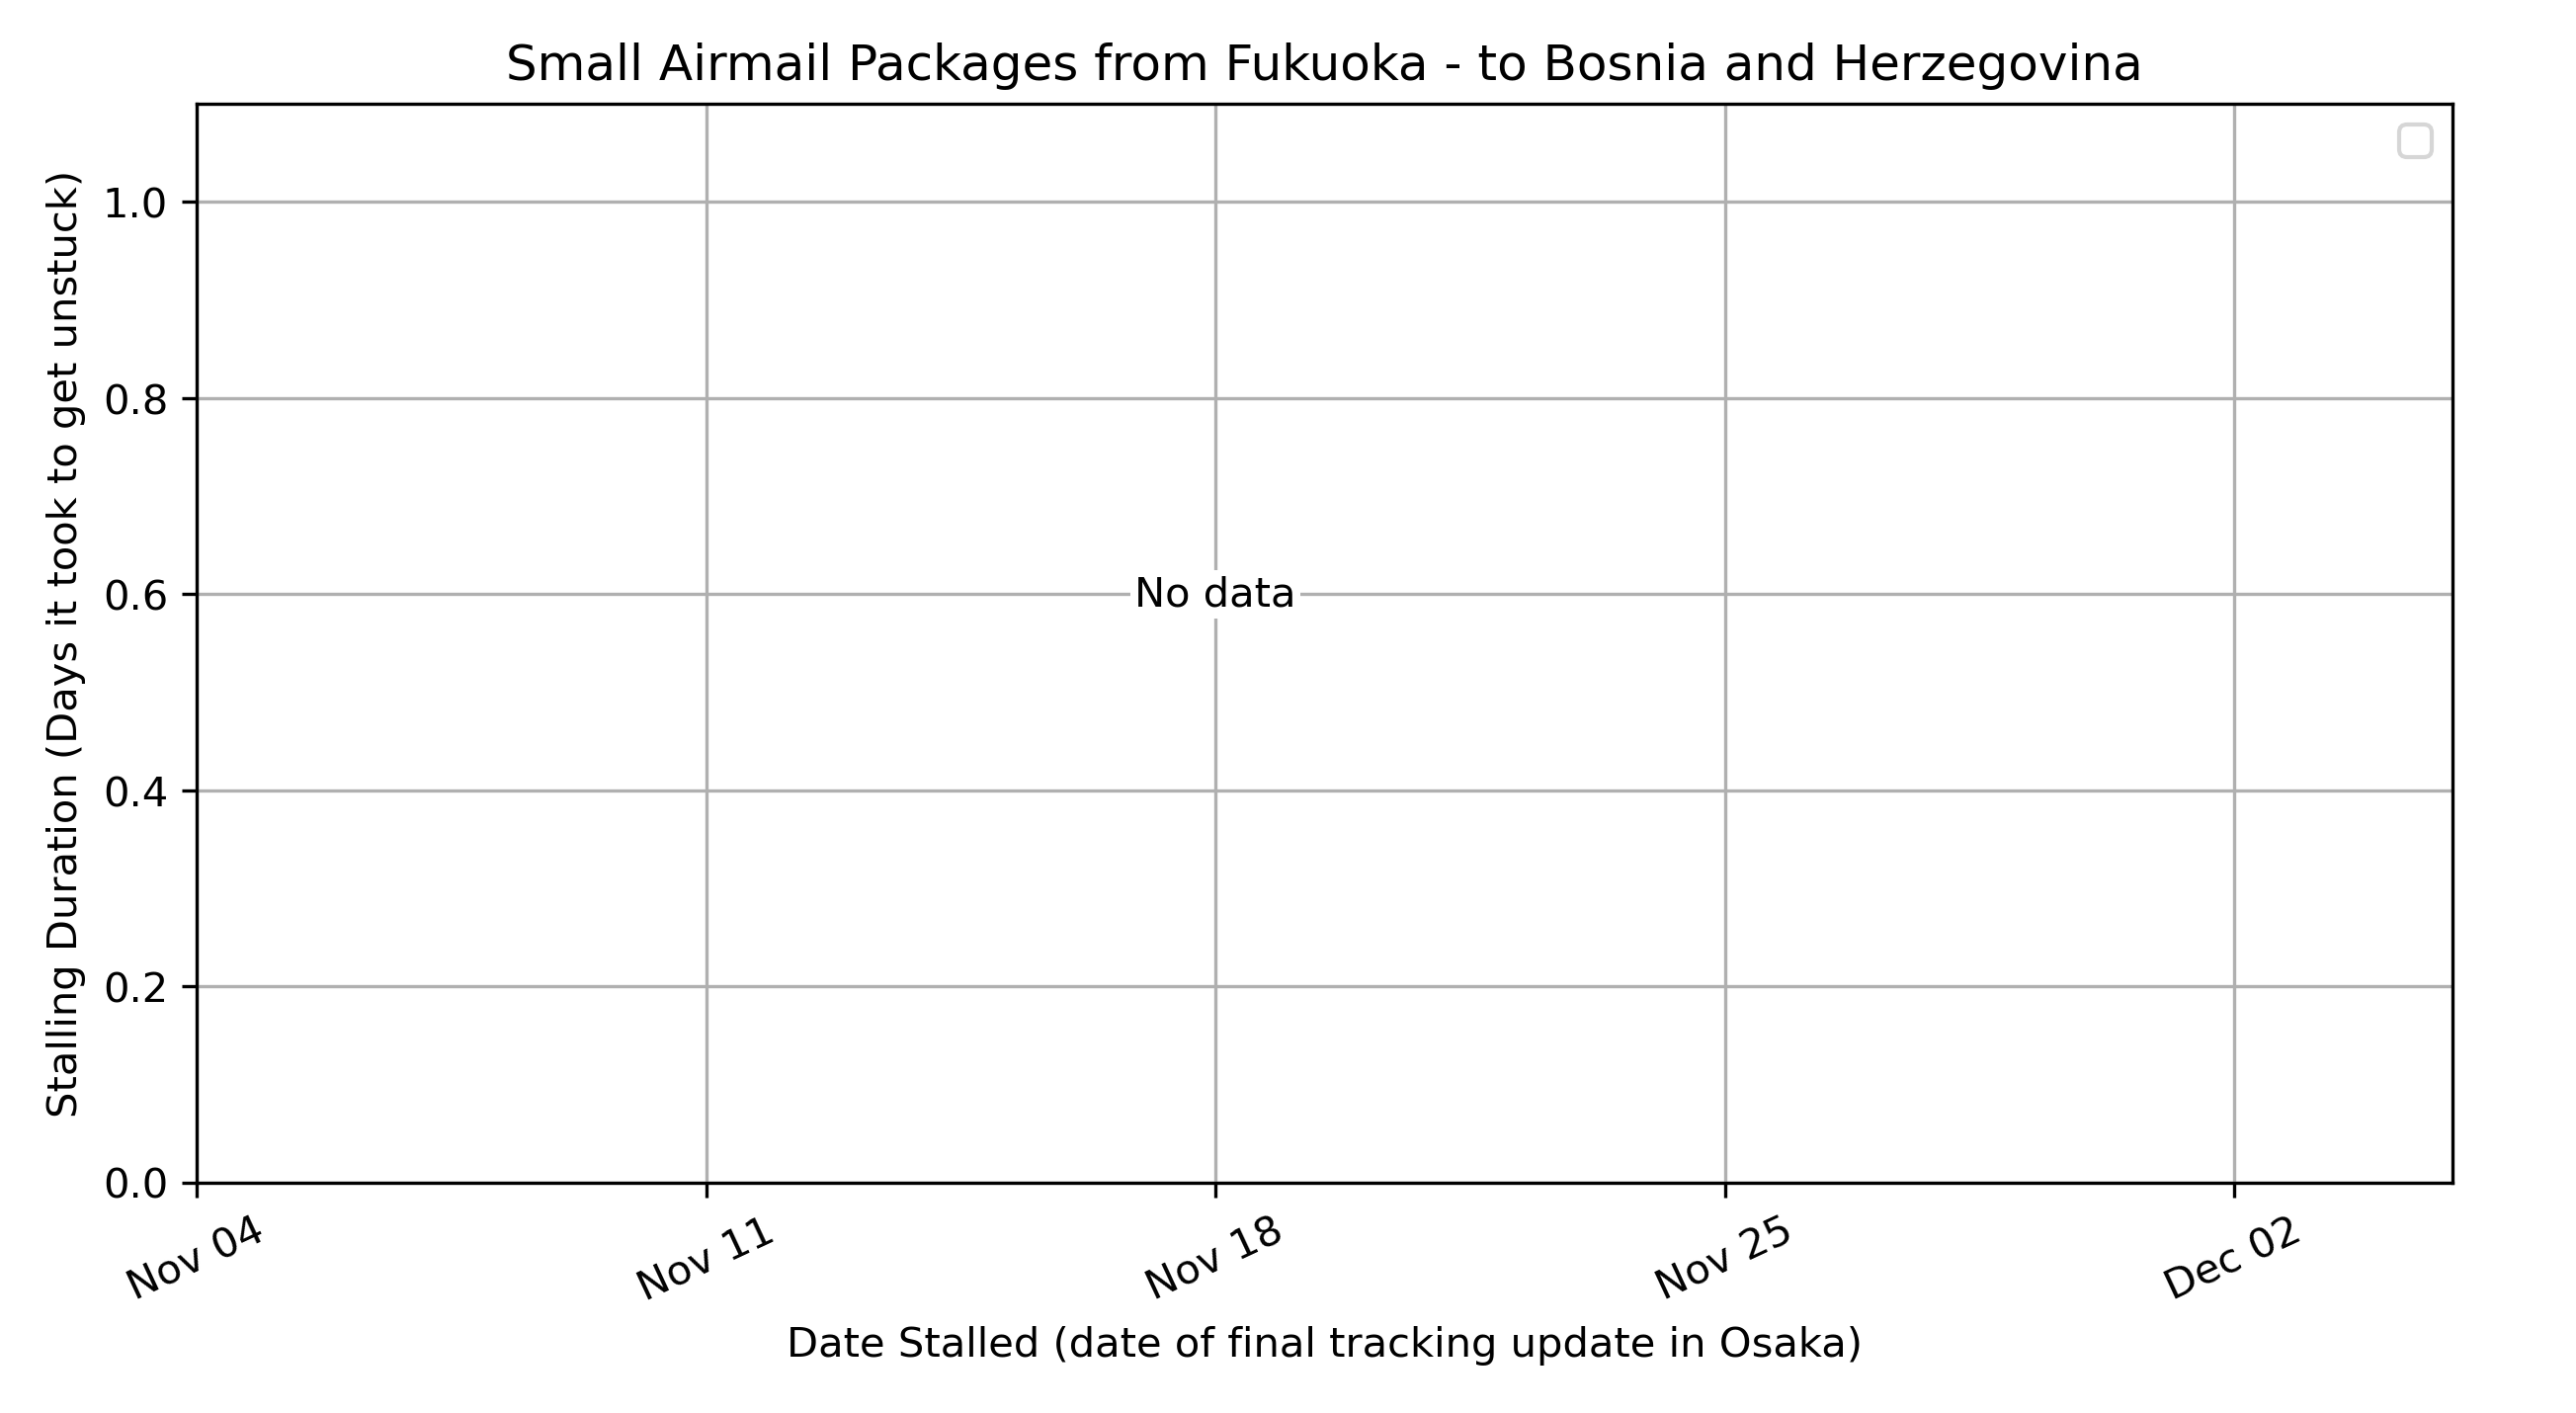 Small Airmail Packages from Fukuoka - to Bosnia and Herzegovina
Stalling Duration (Days it took to get unstuck)
1.0
0.8
0.6
0.4
0.2
0.0
No data
Nov 04
Nov 11
Nov 18
Nov 25
Dec 02
Date Stalled (date of final tracking update in Osaka)